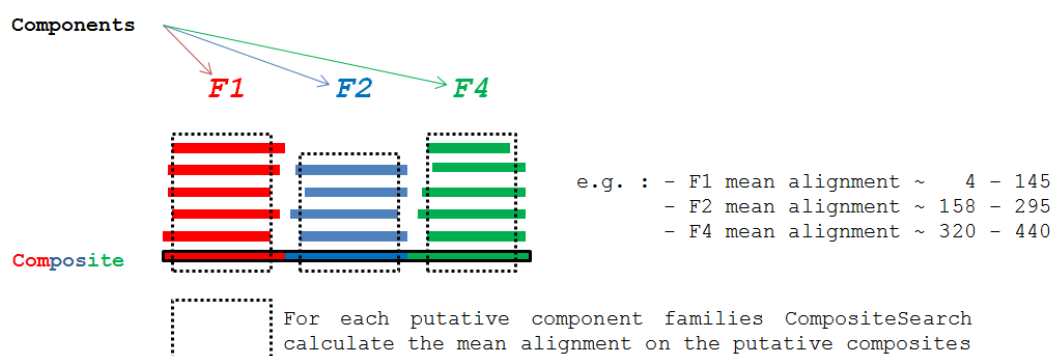 Components
F1 F2 F4
e.g. : – F1 mean alignment ~ 4 – 145
– F2 mean alignment ~ 158 – 295
– F4 mean alignment ~ 320 – 440
Composite
For each putative component families CompositeSearch
calculate the mean alignment on the putative composites